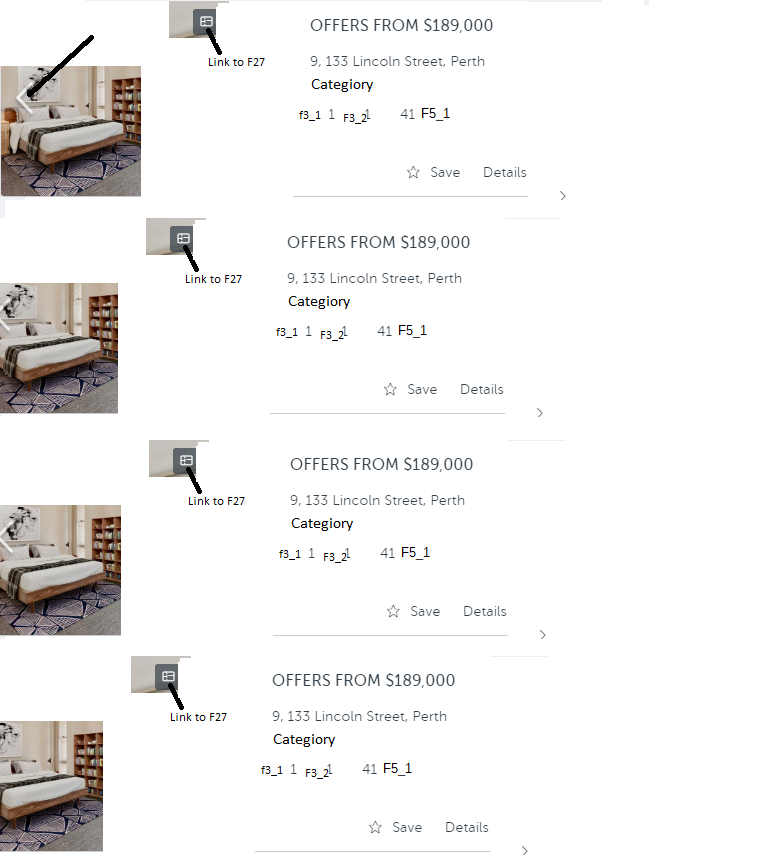 OFFERS FROM $189,000
Link to F27
9, 133 Lincoln Street, Perth
Categiory
f3_1 1 F3_2 1 41 F5_1
Save Details
OFFERS FROM $189,000
Link to F27
9, 133 Lincoln Street, Perth
Categiory
f3_1 1 F3_2 1 41 F5_1
Save Details
OFFERS FROM $189,000
Link to F27
9, 133 Lincoln Street, Perth
Categiory
f3_1 1 F3_2 1 41 F5_1
Save Details
OFFERS FROM $189,000
Link to F27
9, 133 Lincoln Street, Perth
Categiory
f3_1 1 F3_2 1 41 F5_1
Save Details